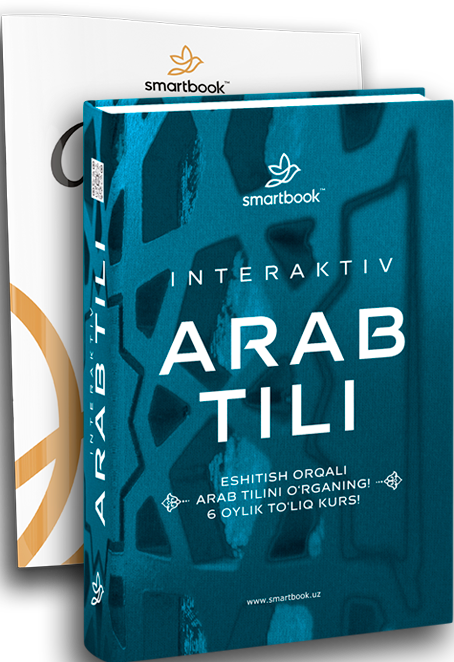 smartbook™
smartbook™
INTERAKTIV
ARAB
TILI
ESHITISH ORQALI
ARAB TILINI O'RGANING!
6 OYLIK TO'LIQ KURS!
www.smartbook.uz
INTERAKTIV
ARAB TILI